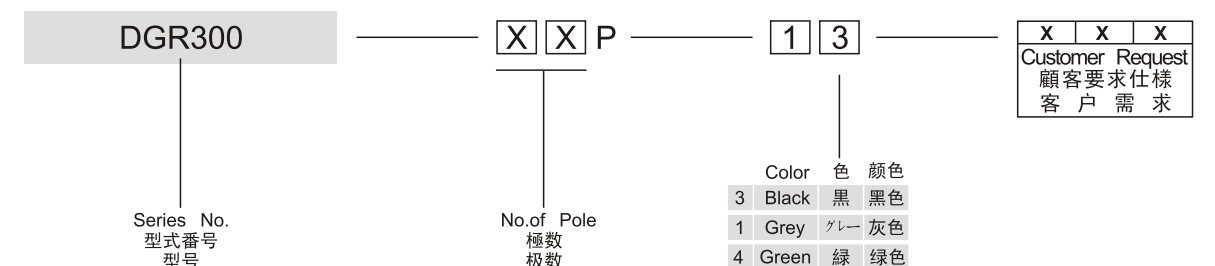 DGR300 XXP 13 X X X
Customer Request
顧客要求仕様
客户需求
Series No.
型式番号
型号
No.of Pole
極数
极数
Color 色 颜色
3 Black 黒 黑色
1 Grey グレー 灰色
4 Green 緑 绿色